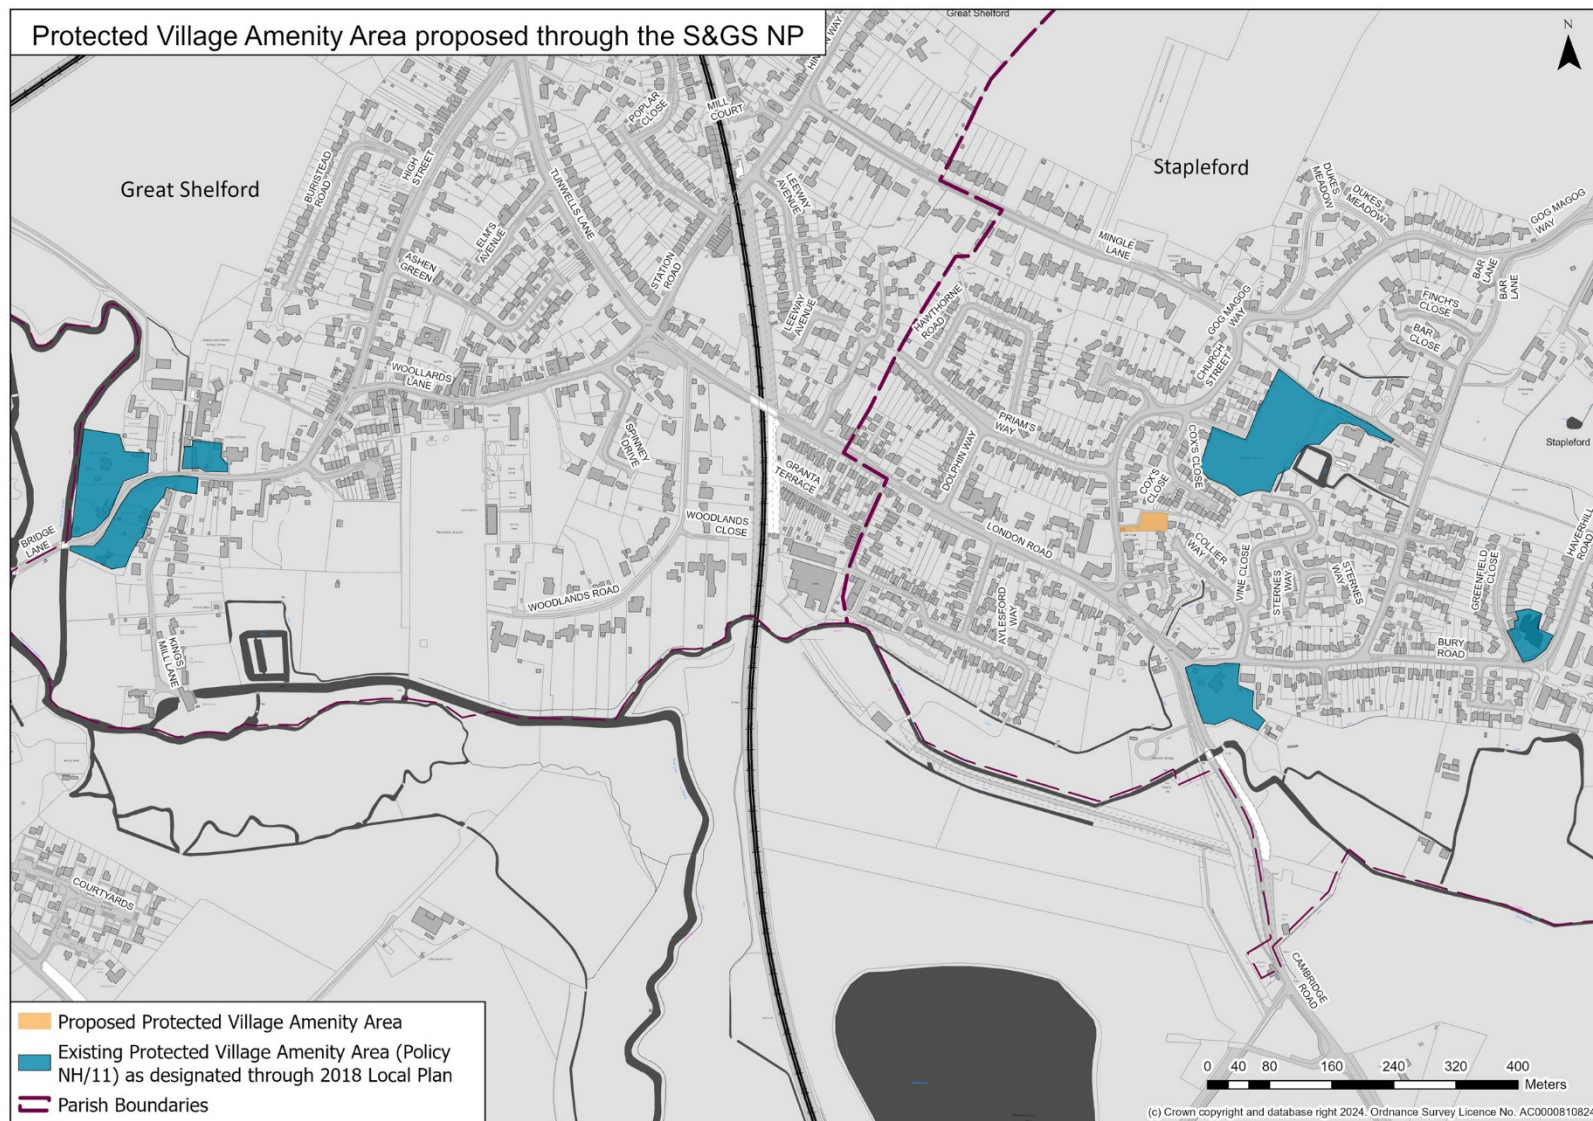 Protected Village Amenity Area proposed through the S&GS NP
Great Shelford
N
HINTON WAY
MILL
COURT
POPLAR
CLOSE
Stapleford
Great Shelford
BURISTEAD
ROAD
HIGH
STREET
TUNWELLS LANE
LEEWAY
AVENUE
DUKES
MEADOW
DUKES
MEADOW
GOG MAGOG
WAY
ELM'S
AVENUE
MINGLE
LANE
BAR
LANE
BAR
LANE
ASHEN
GREEN
STATION
ROAD
LEEWAY
AVENUE
HAWTHORNE
ROAD
GOG MAGOG
WAY
FINCH'S
CLOSE
BAR
CLOSE
CHURCH
STREET
WOOLLARDS
LANE
PRIAM'S
WAY
SPINNEY
DRIVE
COX'S CLOSE
Stapleford
GRANTA
TERRACE
DOLPHIN WAY
COX'S
CLOSE
WOODLANDS
CLOSE
LONDON ROAD
BRIDGE
LANE
COLLIER
WAY
VINE CLOSE
STERNES
WAY
STERNES
WAY
GREENFIELD
CLOSE
HAVERHILL
ROAD
WOODLANDS ROAD
AYLESFORD
WAY
KINGS
MILL LANE
BURY
ROAD
COURTYARDS
CAMBRIDGE
ROAD
Proposed Protected Village Amenity Area
Existing Protected Village Amenity Area (Policy
NH/11) as designated through 2018 Local Plan
Parish Boundaries
0 40 80 160 240 320 400
Meters
(c) Crown copyright and database right 2024. Ordnance Survey Licence No. AC0000810824